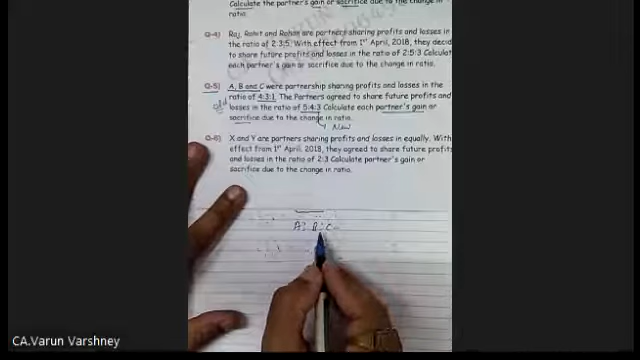 Calculate the partner's gain or sacrifice due to the change in
ratio.
Q-4) Raj, Rohit and Rohan are partnership sharing profits and losses in
the ratio of 2:3:5. With effect from 1st April, 2018, they decid
to share future profits and losses in the ratio of 2:5:3 Calculate
each partner's gain or sacrifice due to the change in ratio.
Q-5) A, B and C were partnership sharing profits and losses in the
ratio of 4:3:1. The Partners agreed to share future profits and
old losses in the ratio of 5:4:3 Calculate each partner's gain or
sacrifice due to the change in ratio.
New
Q-6) X and Y are partners sharing profits and losses in equally. With
effect from 1st April, 2018, they agreed to share future profits
and losses in the ratio of 2:3 Calculate partner's gain or
sacrifice due to the change in ratio.
A: B: C
CA.Varun Varshney